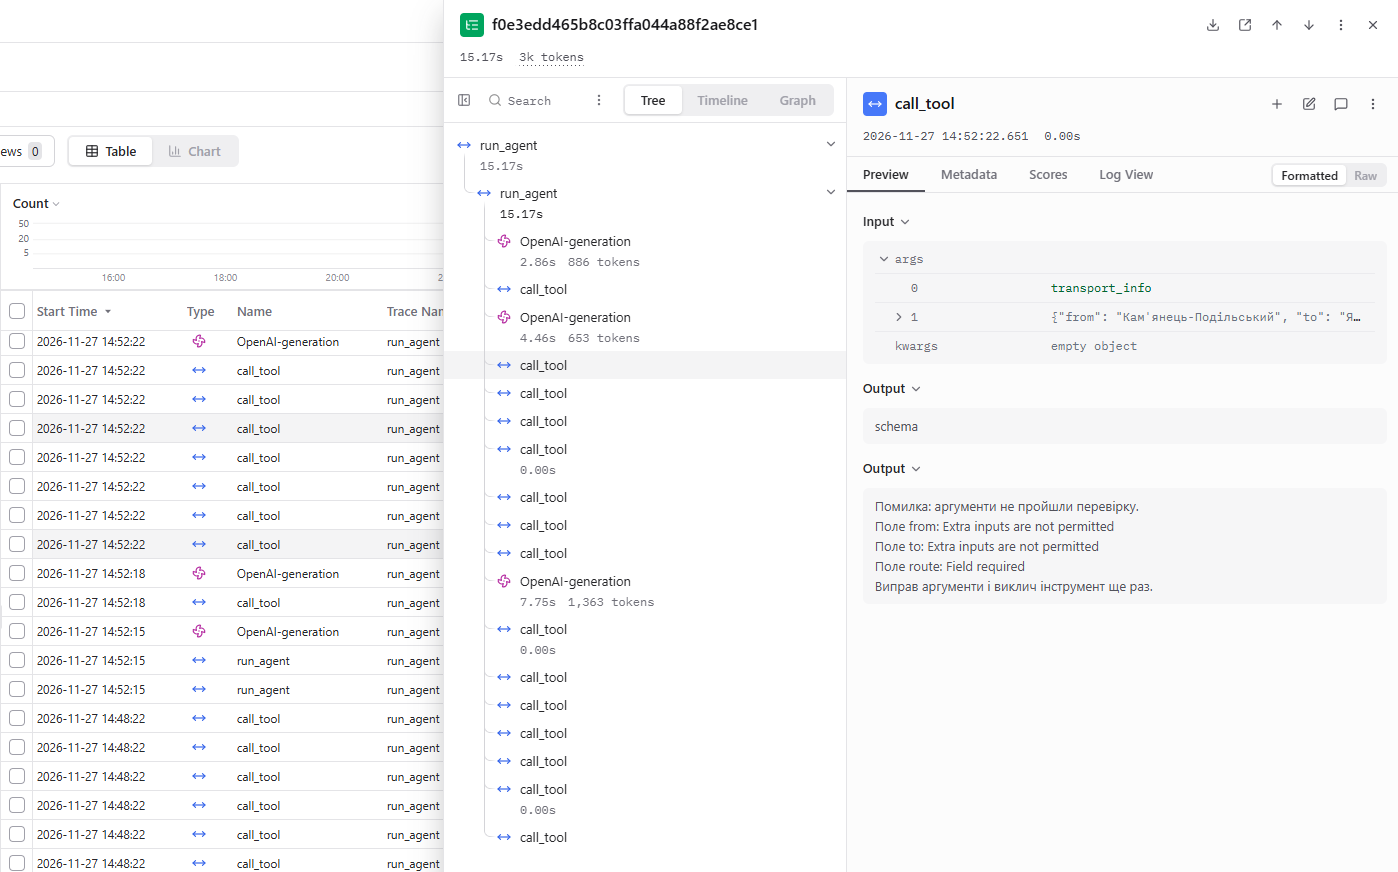 f0e3edd465b8c03ffa044a88f2ae8ce1
15.17s 3k tokens
ews 0 Table Chart
Count
50
20
5
16:00 18:00 20:00 2
Start Time Type Name Trace Nar
2026-11-27 14:52:22 OpenAI-generation run_agent
2026-11-27 14:52:22 call_tool run_agent
2026-11-27 14:52:22 call_tool run_agent
2026-11-27 14:52:22 call_tool run_agent
2026-11-27 14:52:22 call_tool run_agent
2026-11-27 14:52:22 call_tool run_agent
2026-11-27 14:52:22 call_tool run_agent
2026-11-27 14:52:22 call_tool run_agent
2026-11-27 14:52:18 OpenAI-generation run_agent
2026-11-27 14:52:18 call_tool run_agent
2026-11-27 14:52:15 OpenAI-generation run_agent
2026-11-27 14:52:15 run_agent run_agent
2026-11-27 14:52:15 run_agent run_agent
2026-11-27 14:48:22 call_tool run_agent
2026-11-27 14:48:22 call_tool run_agent
2026-11-27 14:48:22 call_tool run_agent
2026-11-27 14:48:22 call_tool run_agent
2026-11-27 14:48:22 call_tool run_agent
2026-11-27 14:48:22 call_tool run_agent
Search Tree Timeline Graph
run_agent
15.17s
run_agent
15.17s
OpenAI-generation
2.86s 886 tokens
call_tool
OpenAI-generation
4.46s 653 tokens
call_tool
call_tool
call_tool
call_tool
0.00s
call_tool
call_tool
call_tool
OpenAI-generation
7.75s 1,363 tokens
call_tool
0.00s
call_tool
call_tool
call_tool
call_tool
call_tool
0.00s
call_tool
call_tool
2026-11-27 14:52:22.651 0.00s
Preview Metadata Scores Log View Formatted Raw
Input
args
0 transport_info
1 {"from": "Кам'янець-Подільський", "to": "Я…
kwargs empty object
Output
schema
Output
Помилка: аргументи не пройшли перевірку.
Поле from: Extra inputs are not permitted
Поле to: Extra inputs are not permitted
Поле route: Field required
Виправ аргументи і виклич інструмент ще раз.